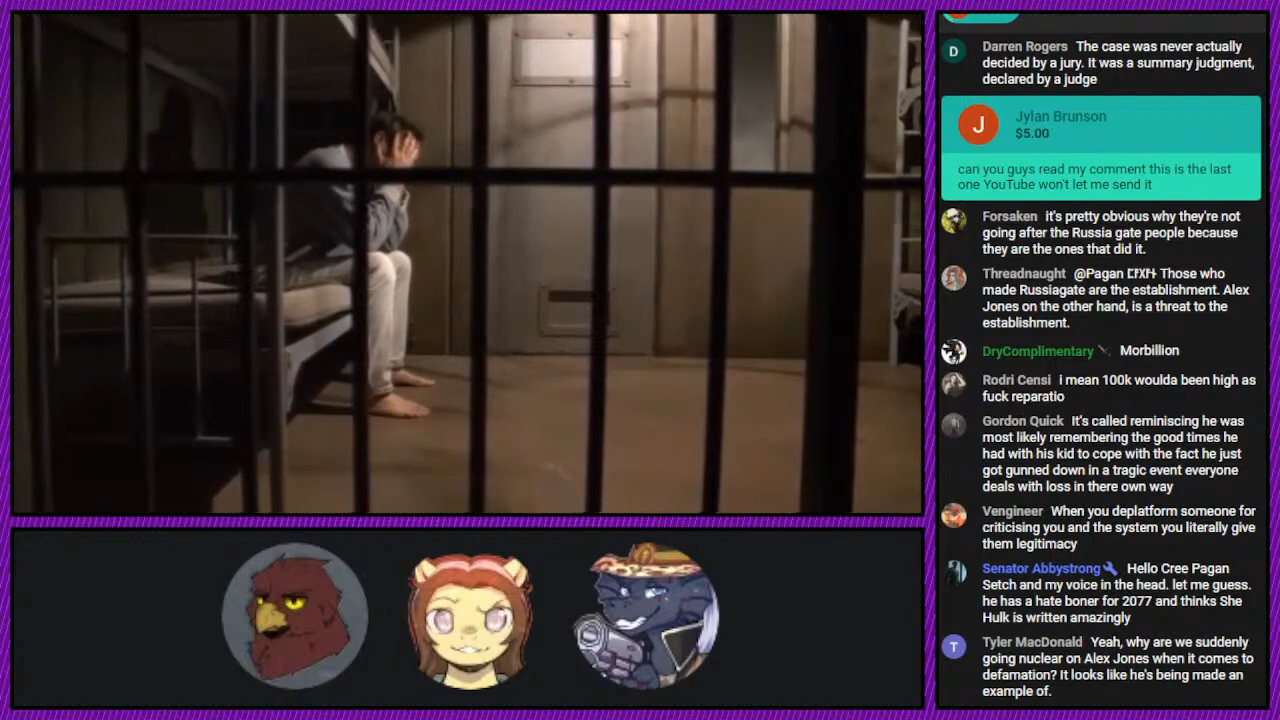 Darren Rogers The case was never actually
decided by a jury. It was a summary judgment,
declared by a judge
J
Jylan Brunson
$5.00
can you guys read my comment this is the last
one YouTube won't let me send it
Forsaken it's pretty obvious why they're not
going after the Russia gate people because
they are the ones that did it.
Threadnaught @Pagan Those who
made Russiagate are the establishment. Alex
Jones on the other hand, is a threat to the
establishment.
DryComplimentary Morbillion
Rodri Censi i mean 100k woulda been high as
fuck reparatio
Gordon Quick It's called reminiscing he was
most likely remembering the good times he
had with his kid to cope with the fact he just
got gunned down in a tragic event everyone
deals with loss in there own way
Vengineer When you deplatform someone for
criticising you and the system you literally give
them legitimacy
Senator Abbystrong Hello Cree Pagan
Setch and my voice in the head. let me guess.
he has a hate boner for 2077 and thinks She
Hulk is written amazingly
T Tyler MacDonald Yeah, why are we suddenly
going nuclear on Alex Jones when it comes to
defamation? It looks like he's being made an
example of.